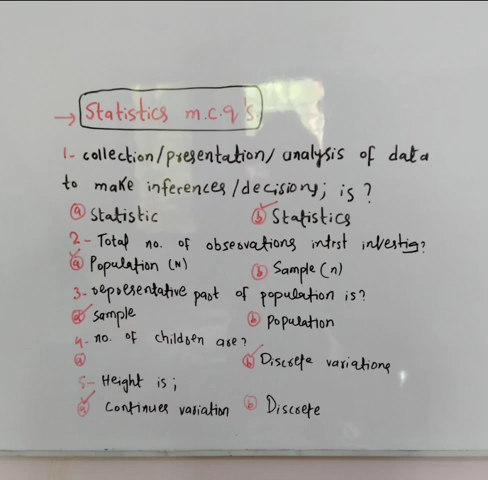 → Statistics m.c.q's
1- collection/presentation/analysis of data
to make inferences/decisions; is?
ⓐ Statistic ⓑ Statistics
2- Total no. of observations intrst investig?
ⓐ Population (N) ⓑ Sample (n)
3- representative part of population is?
ⓐ Sample ⓑ Population
4- no. of children are?
ⓐ ⓑ Discrete variations
5- Height is;
ⓐ Continues variation ⓑ Discrete